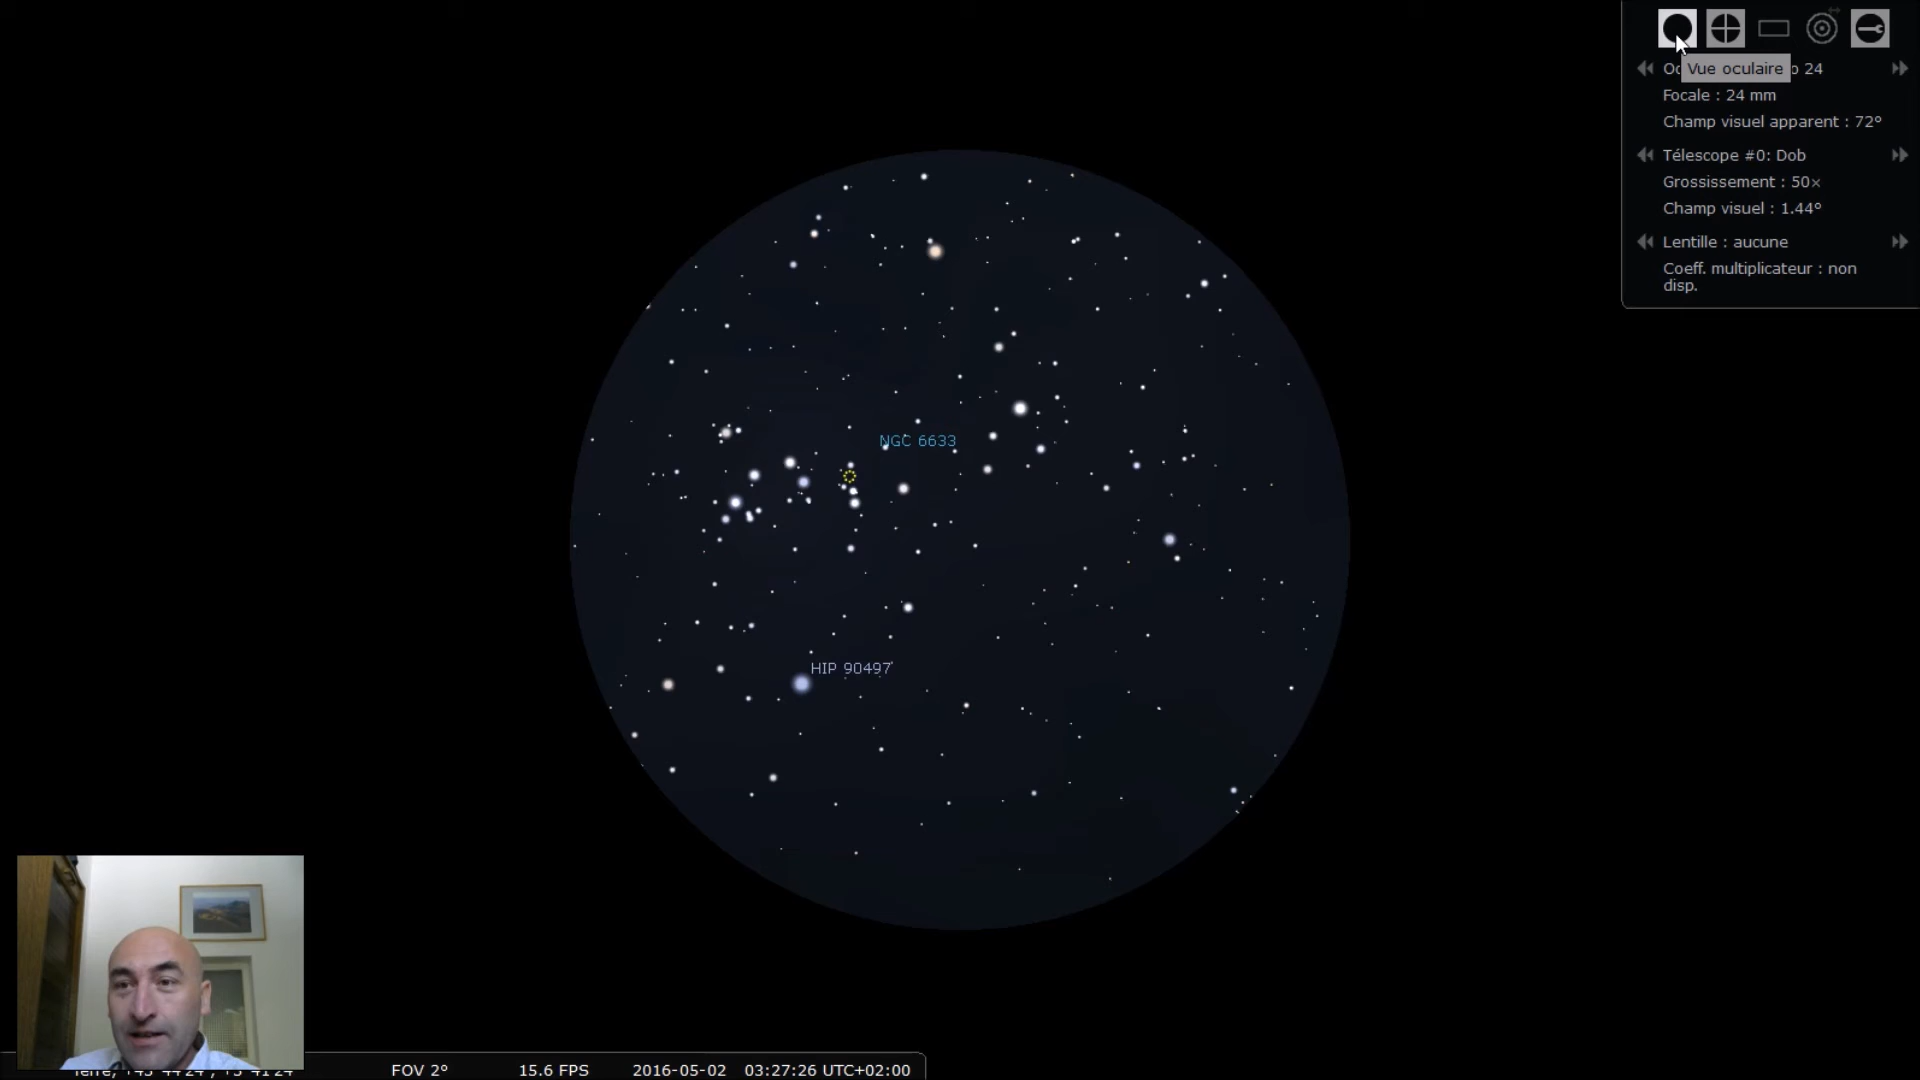 Vue oculaire
24
Focale : 24 mm
Champ visuel apparent : 72°
Télescope #0: Dob
Grossissement : 50×
Champ visuel : 1.44°
Lentille : aucune
Coeff. multiplicateur : non
disp.
NGC 6633
HIP 90497
FOV 2°
15.6 FPS
2016-05-02
03:27:26 UTC+02:00